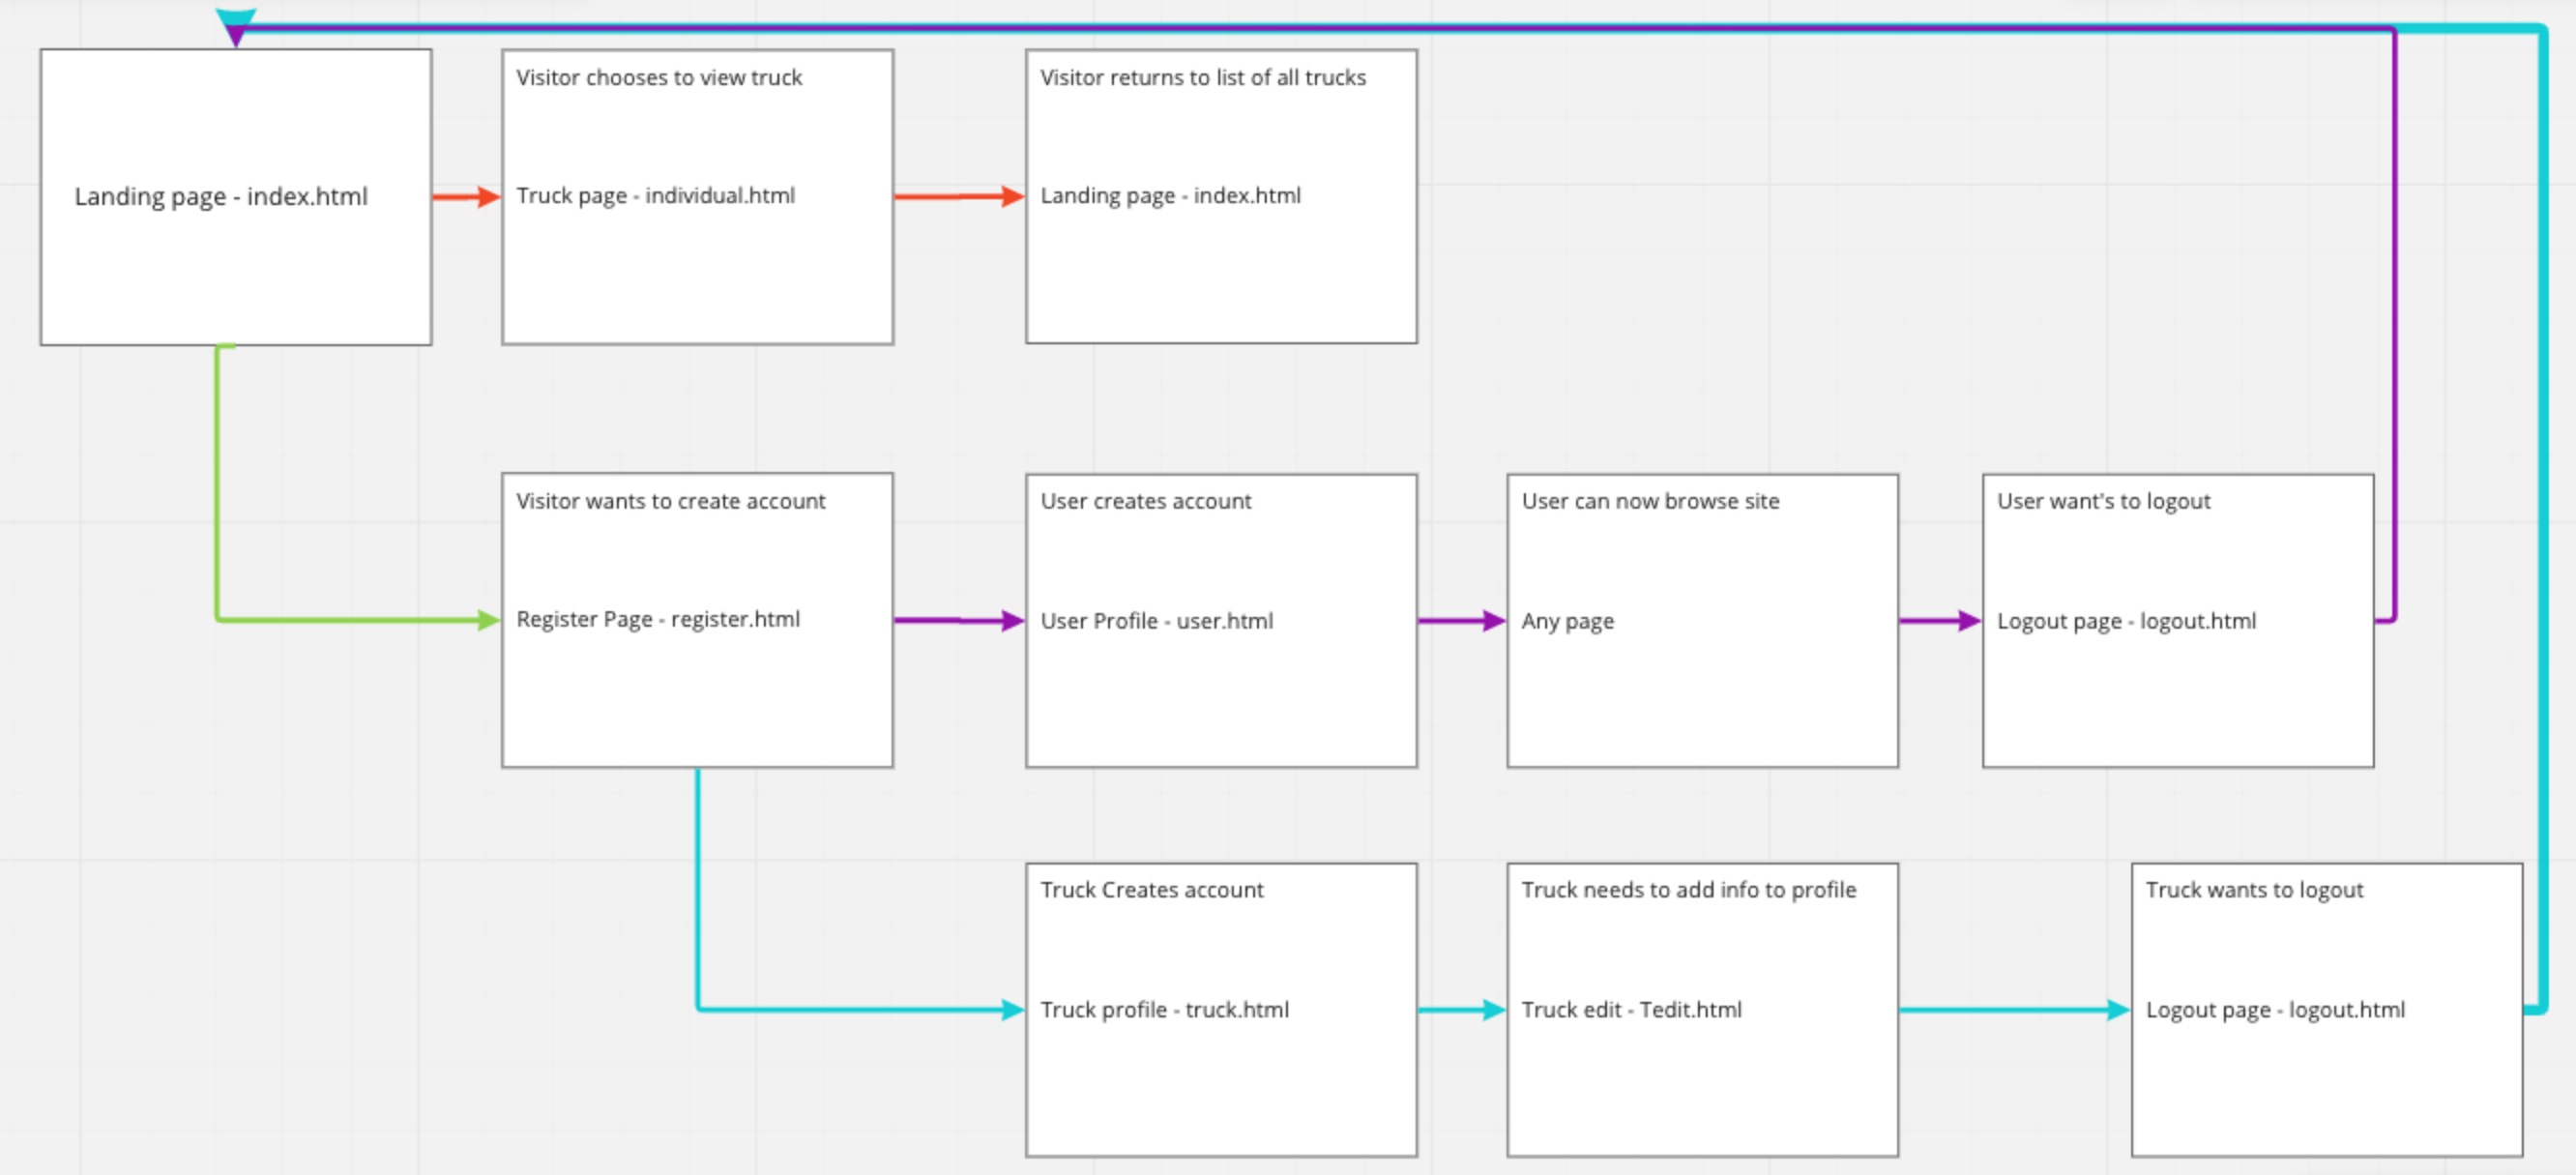 Landing page - index.html
Visitor chooses to view truck
Truck page - individual.html
Visitor returns to list of all trucks
Landing page - index.html
Visitor wants to create account
Register Page - register.html
User creates account
User Profile - user.html
User can now browse site
Any page
User want's to logout
Logout page - logout.html
Truck Creates account
Truck profile - truck.html
Truck needs to add info to profile
Truck edit - Tedit.html
Truck wants to logout
Logout page - logout.html